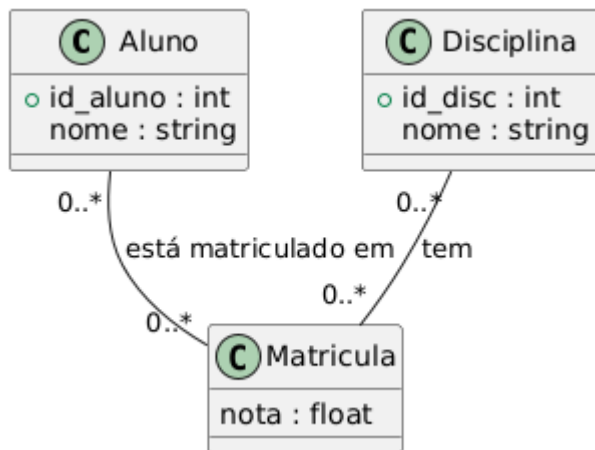 C Aluno
id_aluno : int
nome : string
C Disciplina
id_disc : int
nome : string
0..*
0..*
está matriculado em
tem
0..*
0..*
C Matricula
nota : float